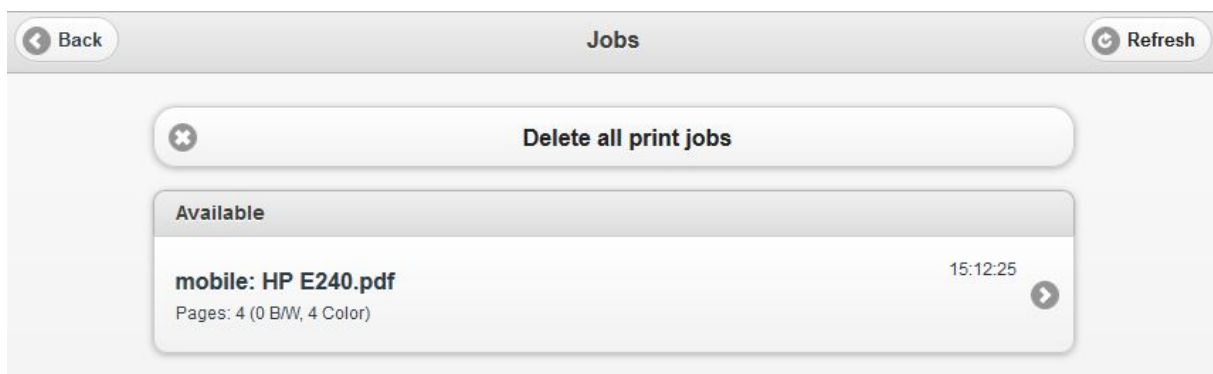 Back
Jobs
Refresh
Delete all print jobs
Available
mobile: HP E240.pdf
15:12:25
Pages: 4 (0 B/W, 4 Color)